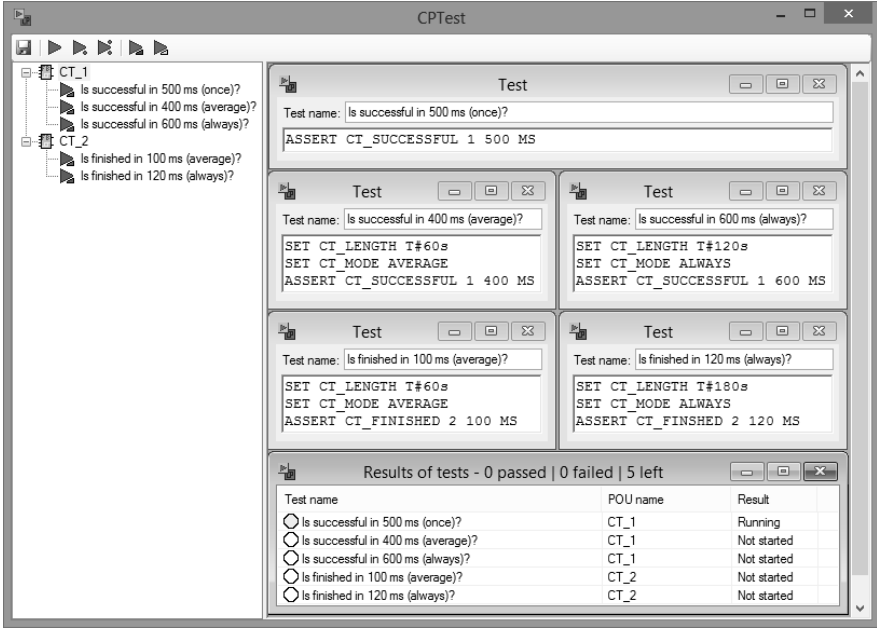 CPTest
CT_1
Is successful in 500 ms (once)?
Is successful in 400 ms (average)?
Is successful in 600 ms (always)?
CT_2
Is finished in 100 ms (average)?
Is finished in 120 ms (always)?
Test
Test name: Is successful in 500 ms (once)?
ASSERT CT_SUCCESSFUL 1 500 MS
Test
Test name: Is successful in 400 ms (average)?
SET CT_LENGTH T#60s
SET CT_MODE AVERAGE
ASSERT CT_SUCCESSFUL 1 400 MS
Test
Test name: Is successful in 600 ms (always)?
SET CT_LENGTH T#120s
SET CT_MODE ALWAYS
ASSERT CT_SUCCESSFUL 1 600 MS
Test
Test name: Is finished in 100 ms (average)?
SET CT_LENGTH T#60s
SET CT_MODE AVERAGE
ASSERT CT_FINISHED 2 100 MS
Test
Test name: Is finished in 120 ms (always)?
SET CT_LENGTH T#180s
SET CT_MODE ALWAYS
ASSERT CT_FINSHED 2 120 MS
Results of tests - 0 passed | 0 failed | 5 left
Test name POU name Result
Is successful in 500 ms (once)? CT_1 Running
Is successful in 400 ms (average)? CT_1 Not started
Is successful in 600 ms (always)? CT_1 Not started
Is finished in 100 ms (average)? CT_2 Not started
Is finished in 120 ms (always)? CT_2 Not started